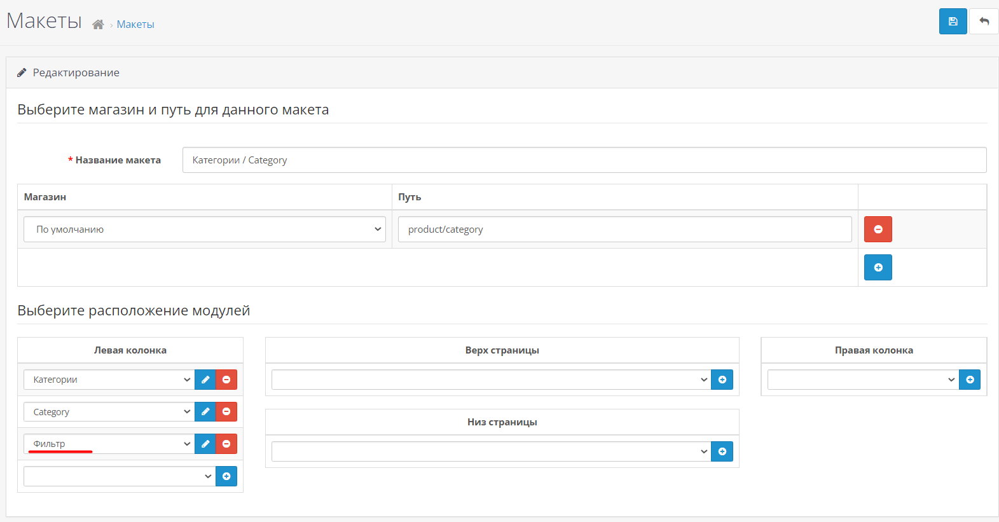 Макеты
› Макеты
Редактирование
Выберите магазин и путь для данного макета
* Название макета
Категории / Category
Магазин Путь
По умолчанию product/category
Выберите расположение модулей
Левая колонка
Категории
Category
Фильтр
Верх страницы
Низ страницы
Правая колонка